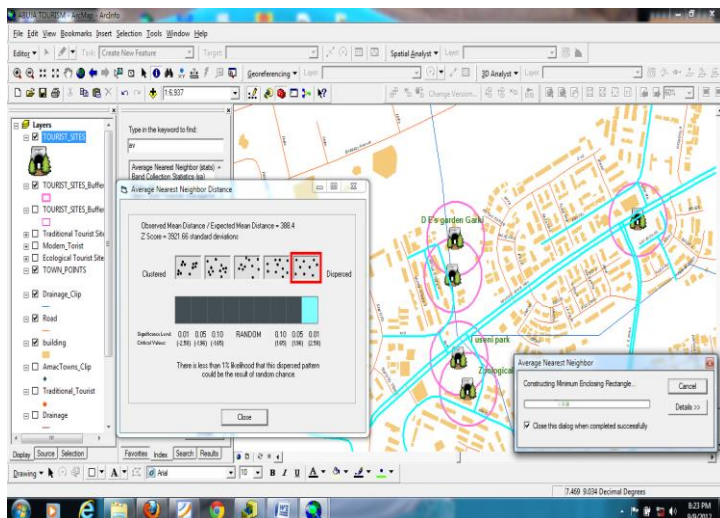 ABUJA TOURISM - ArcMap - ArcInfo
File Edit View Bookmarks Insert Selection Tools Window Help
Editor Task: Create New Feature Target: Spatial Analyst Layer:
Georeferencing Layer: 3D Analyst Layer:
1:6,937 Change Version...
Layers
TOURIST_SITES
TOURIST_SITES_Buffer
TOURIST_SITES_Buffer
Traditional Tourist Site
Modern_Torist
Ecological Tourist Site
TOWN_POINTS
Drainage_Clip
Road
building
AmacTowns_Clip
Traditional_Tourist
Drainage
Display Source Selection
Type in the keyword to find:
av
Average Nearest Neighbor (stats)
Band Collection Statistics (sa)
Favorites Index Search Results
Average Nearest Neighbor Distance
Observed Mean Distance / Expected Mean Distance = 388.4
Z Score = 3921.66 standard deviations
Clustered Dispersed
Significance Level: 0.01 0.05 0.10 RANDOM 0.10 0.05 0.01
Critical Values: (-2.58) (-1.96) (-1.65) (1.65) (1.96) (2.58)
There is less than 1% likelihood that this dispersed pattern
could be the result of random chance.
Close
garden Garki
park
Zoological
Average Nearest Neighbor
Constructing Minimum Enclosing Rectangle...
Cancel
Details >>
Close this dialog when completed successfully
Drawing A Arial 10 B I U A
7.469 9.034 Decimal Degrees
8:23 PM
9/9/2012